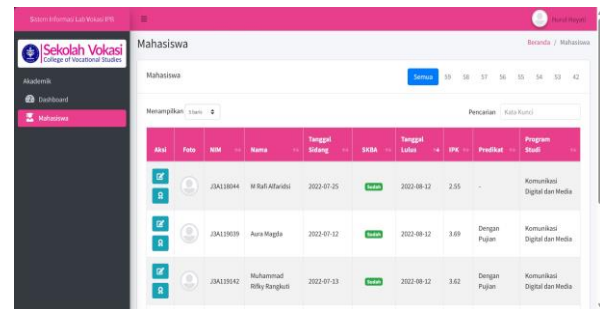 Sistem Informasi Lab Vokasi IPB
Nurul Hayati
Sekolah Vokasi
College of Vocational Studies
Mahasiswa
Beranda / Mahasiswa
Akademik
Dashboard
Mahasiswa
Mahasiswa
Semua 59 58 57 56 55 54 53 42
Menampilkan
Pencarian Kata Kunci
Aksi Foto NIM Nama Tanggal Sidang SKBA Tanggal Lulus IPK Predikat Program Studi
J3A118044 M Rafi Alfaridsi 2022-07-25 Sudah 2022-08-12 2.55 - Komunikasi Digital dan Media
J3A119039 Aura Magda 2022-07-12 Sudah 2022-08-12 3.69 Dengan Pujian Komunikasi Digital dan Media
J3A119142 Muhammad Rifky Rangkuti 2022-07-13 Sudah 2022-08-12 3.62 Dengan Pujian Komunikasi Digital dan Media